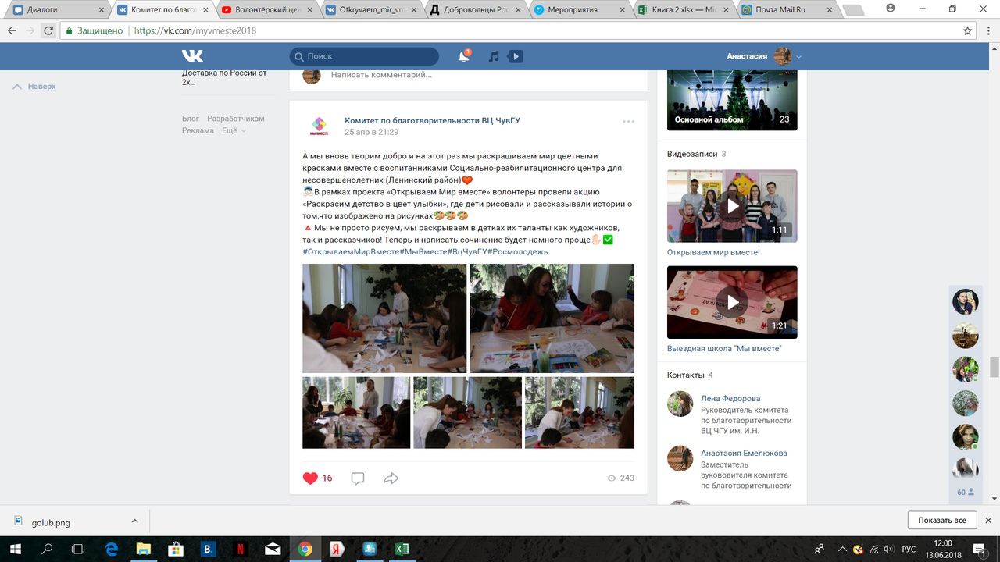 Диалоги
Комитет по благот
Волонтёрский цен
Otkryvaem_mir_vm
Добровольцы Рос
Мероприятия
Книга 2.xlsx — Mic
Почта Mail.Ru
Защищено
https://vk.com/myvmeste2018
Поиск
1
Анастасия
Наверх
Доставка по России от
2х...
Блог Разработчикам
Реклама Ещё
Написать комментарий...
МЫ ВМЕСТЕ
Комитет по благотворительности ВЦ ЧувГУ
25 апр в 21:29
А мы вновь творим добро и на этот раз мы раскрашиваем мир цветными
красками вместе с воспитанниками Социально-реабилитационного центра для
несовершенолетних (Ленинский район)
В рамках проекта «Открываем Мир вместе» волонтеры провели акцию
«Раскрасим детство в цвет улыбки», где дети рисовали и рассказывали истории о
том,что изображено на рисунках
Мы не просто рисуем, мы раскрываем в детках их таланты как художников,
так и рассказчиков! Теперь и написать сочинение будет намного проще
#ОткрываемМирВместе#МыВместе#ВцЧувГУ#Росмолодежь
16
243
Основной альбом 23
Видеозаписи 3
1:11
Открываем мир вместе!
СЕРТИФИКАТ
1:21
Выездная школа "Мы вместе"
Контакты 4
Лена Федорова
Руководитель комитета
по благотворительности
ВЦ ЧГУ им. И.Н.
Анастасия Емелюкова
Заместитель
руководителя комитета
по благотворительности
60
golub.png
Показать все
B.
N
Я
РУС
12:00
13.06.2018
1